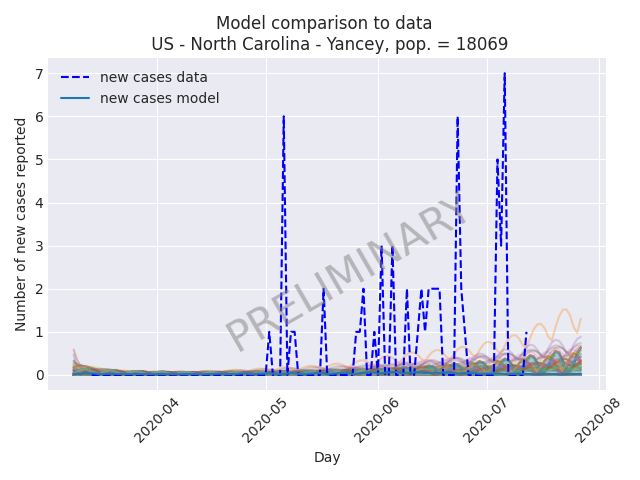 Model comparison to data
US - North Carolina - Yancey, pop. = 18069
new cases data
new cases model
Number of new cases reported
7
6
5
4
3
2
1
0
PRELIMINARY
2020-04
2020-05
2020-06
2020-07
2020-08
Day